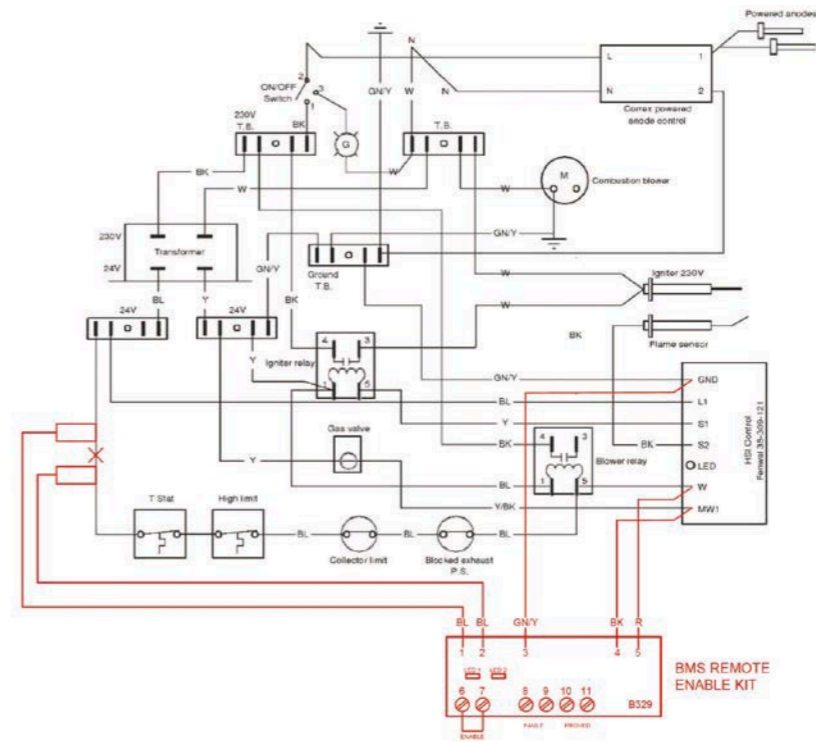 Powered anodes
L 1
N 2
Correx powered
anode control
N
N
W
GN/Y
ON/OFF
Switch
2
3
1
BK
230V
T.B.
G
T.B.
W
BK
W
M
Combustion blower
W
GN/Y
230V
Transformer
24V
GN/Y
Ground
T.B.
BL
Y
24V
24V
BK
W
W
Igniter 230V
BK
Flame sensor
4 3
Igniter relay
1 5
Y
GN/Y
BL
Y
GND
L1
S1
S2
LED
W
MW1
HSI Control
Fenwal 35-309-121
BK
BK
4 3
Blower relay
1 5
Gas valve
Y
BL
Y/BK
T Stat
High limit
BL
Collector limit
BL
Blocked exhaust
P.S.
BL
BL BL GN/Y BK R
1 2 3 4 5
LED 1 LED 2
6 7 8 9 10 11
B329
ENABLE
FAULT
BMS REMOTE
ENABLE KIT